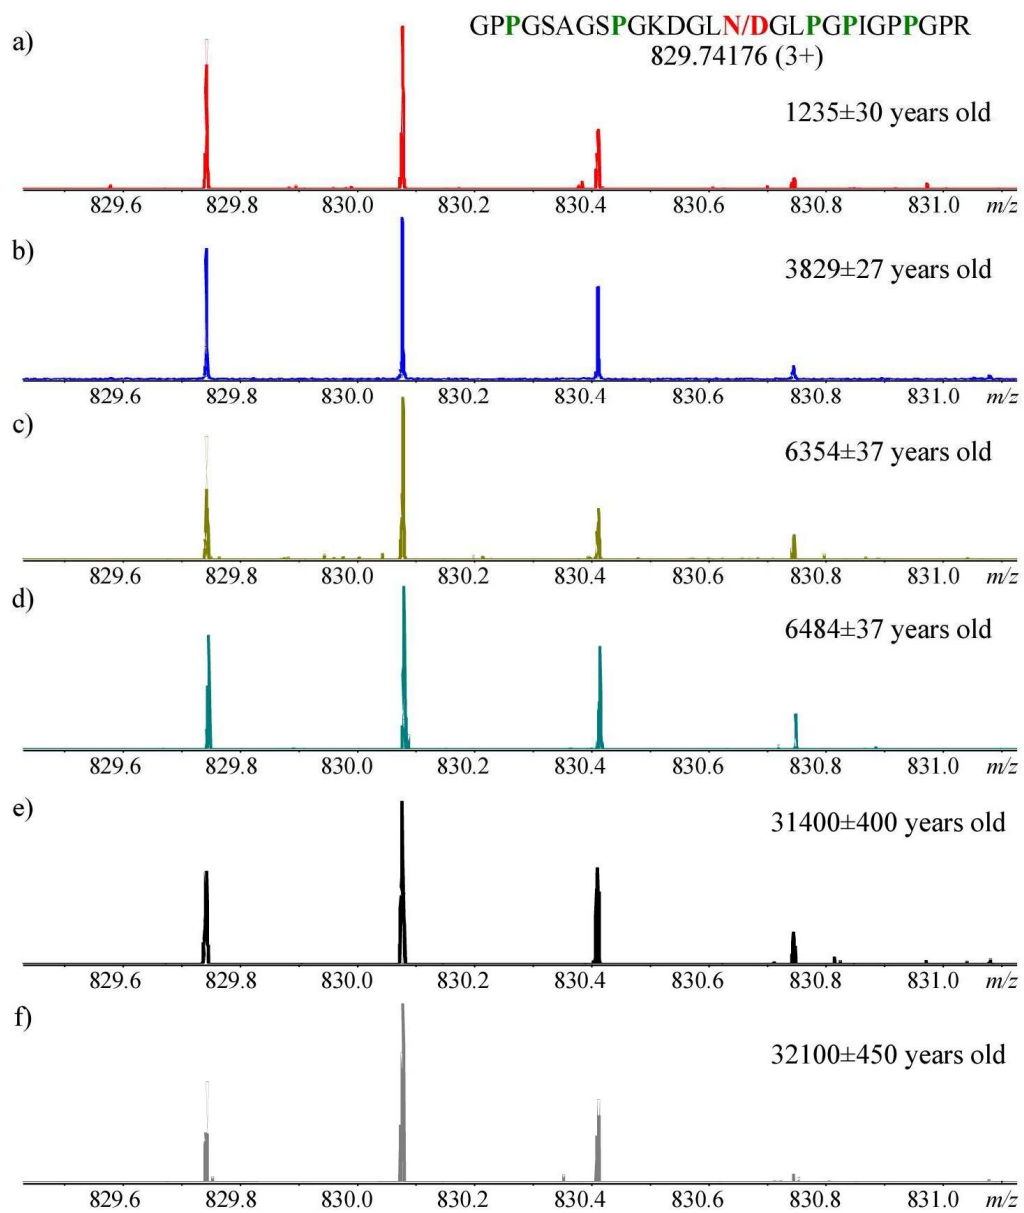 a)
GPPGSAGSPGKDGLN/DGLPGPIGPPGPR
829.74176 (3+)
1235±30 years old
829.6 829.8 830.0 830.2 830.4 830.6 830.8 831.0 m/z
b)
3829±27 years old
829.6 829.8 830.0 830.2 830.4 830.6 830.8 831.0 m/z
c)
6354±37 years old
829.6 829.8 830.0 830.2 830.4 830.6 830.8 831.0 m/z
d)
6484±37 years old
829.6 829.8 830.0 830.2 830.4 830.6 830.8 831.0 m/z
e)
31400±400 years old
829.6 829.8 830.0 830.2 830.4 830.6 830.8 831.0 m/z
f)
32100±450 years old
829.6 829.8 830.0 830.2 830.4 830.6 830.8 831.0 m/z